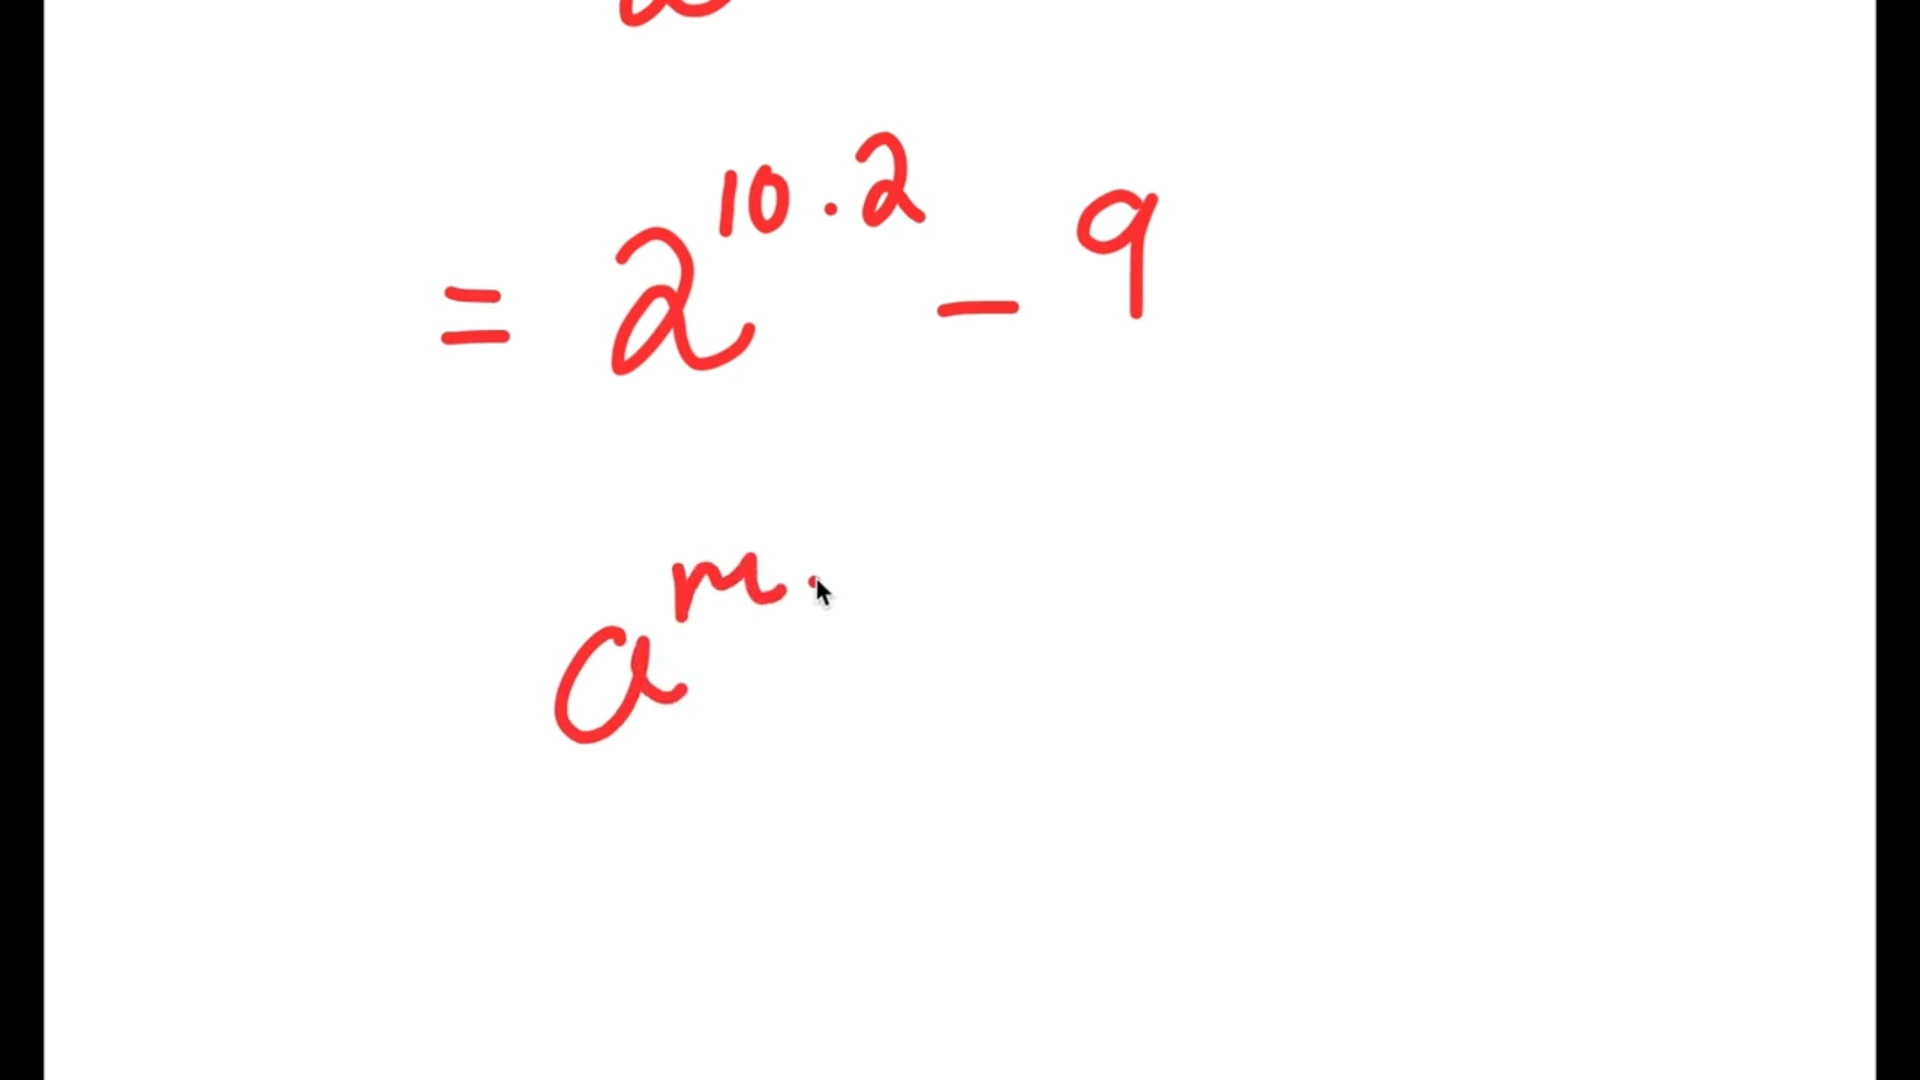 = 2^{10 . 2} - 9
a^{m .}